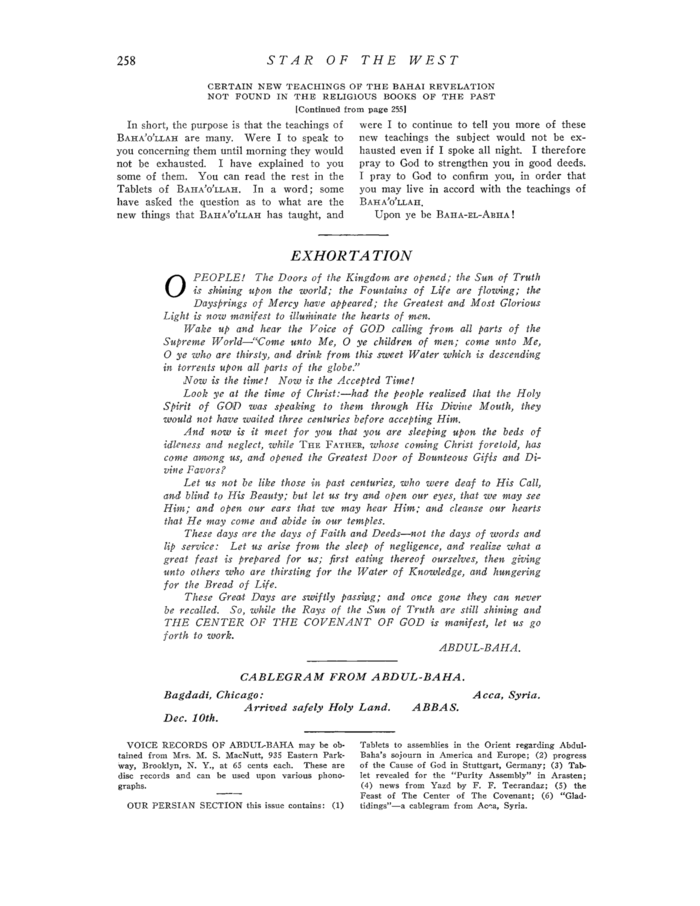 258
STAR OF THE WEST
CERTAIN NEW TEACHINGS OF THE BAHAI REVELATION
NOT FOUND IN THE RELIGIOUS BOOKS OF THE PAST
[Continued from page 255]
In short, the purpose is that the teachings of
BAHA'O'LLAH are many. Were I to speak to
you concerning them until morning they would
not be exhausted. I have explained to you
some of them. You can read the rest in the
Tablets of BAHA'O'LLAH. In a word; some
have asked the question as to what are the
new things that BAHA'O'LLAH has taught, and
were I to continue to tell you more of these
new teachings the subject would not be ex-
hausted even if I spoke all night. I therefore
pray to God to strengthen you in good deeds.
I pray to God to confirm you, in order that
you may live in accord with the teachings of
BAHA'O'LLAH.
Upon ye be BAHA-EL-ABHA!
EXHORTATION
O PEOPLE! The Doors of the Kingdom are opened; the Sun of Truth
is shining upon the world; the Fountains of Life are flowing; the
Daysprings of Mercy have appeared; the Greatest and Most Glorious
Light is now manifest to illuminate the hearts of men.
Wake up and hear the Voice of GOD calling from all parts of the
Supreme World—"Come unto Me, O ye children of men; come unto Me,
O ye who are thirsty, and drink from this sweet Water which is descending
in torrents upon all parts of the globe."
Now is the time! Now is the Accepted Time!
Look ye at the time of Christ:—had the people realized that the Holy
Spirit of GOD was speaking to them through His Divine Mouth, they
would not have waited three centuries before accepting Him.
And now is it meet for you that you are sleeping upon the beds of
idleness and neglect, while THE FATHER, whose coming Christ foretold, has
come among us, and opened the Greatest Door of Bounteous Gifts and Di-
vine Favors?
Let us not be like those in past centuries, who were deaf to His Call,
and blind to His Beauty; but let us try and open our eyes, that we may see
Him; and open our ears that we may hear Him; and cleanse our hearts
that He may come and abide in our temples.
These days are the days of Faith and Deeds—not the days of words and
lip service: Let us arise from the sleep of negligence, and realize what a
great feast is prepared for us; first eating thereof ourselves, then giving
unto others who are thirsting for the Water of Knowledge, and hungering
for the Bread of Life.
These Great Days are swiftly passing; and once gone they can never
be recalled. So, while the Rays of the Sun of Truth are still shining and
THE CENTER OF THE COVENANT OF GOD is manifest, let us go
forth to work.
ABDUL-BAHA.
CABLEGRAM FROM ABDUL-BAHA.
Bagdadi, Chicago: Acca, Syria.
Arrived safely Holy Land. ABBAS.
Dec. 10th.
VOICE RECORDS OF ABDUL-BAHA may be ob-
tained from Mrs. M. S. MacNutt, 935 Eastern Park-
way, Brooklyn, N. Y., at 65 cents each. These are
disc records and can be used upon various phono-
graphs.
OUR PERSIAN SECTION this issue contains: (1)
Tablets to assemblies in the Orient regarding Abdul-
Baha's sojourn in America and Europe; (2) progress
of the Cause of God in Stuttgart, Germany; (3) Tab-
let revealed for the "Purity Assembly" in Arasten;
(4) news from Yazd by F. F. Teerandaz; (5) the
Feast of The Center of The Covenant; (6) "Glad-
tidings"—a cablegram from Acca, Syria.